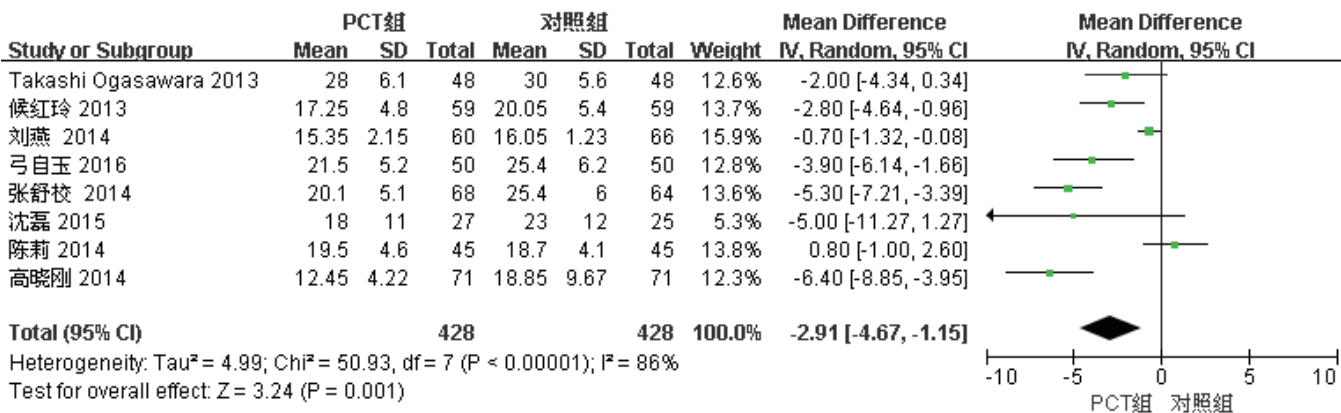 PCT组 对照组 Mean Difference Mean Difference
Study or Subgroup Mean SD Total Mean SD Total Weight IV, Random, 95% CI IV, Random, 95% CI
Takashi Ogasawara 2013 28 6.1 48 30 5.6 48 12.6% -2.00 [-4.34, 0.34]
候红玲 2013 17.25 4.8 59 20.05 5.4 59 13.7% -2.80 [-4.64, -0.96]
刘燕 2014 15.35 2.15 60 16.05 1.23 66 15.9% -0.70 [-1.32, -0.08]
弓自玉 2016 21.5 5.2 50 25.4 6.2 50 12.8% -3.90 [-6.14, -1.66]
张舒校 2014 20.1 5.1 68 25.4 6 64 13.6% -5.30 [-7.21, -3.39]
沈磊 2015 18 11 27 23 12 25 5.3% -5.00 [-11.27, 1.27]
陈莉 2014 19.5 4.6 45 18.7 4.1 45 13.8% 0.80 [-1.00, 2.60]
高晓刚 2014 12.45 4.22 71 18.85 9.67 71 12.3% -6.40 [-8.85, -3.95]
Total (95% CI) 428 428 100.0% -2.91 [-4.67, -1.15]
Heterogeneity: Tau² = 4.99; Chi² = 50.93, df = 7 (P < 0.00001); I² = 86%
Test for overall effect: Z = 3.24 (P = 0.001)
-10 -5 0 5 10
PCT组 对照组